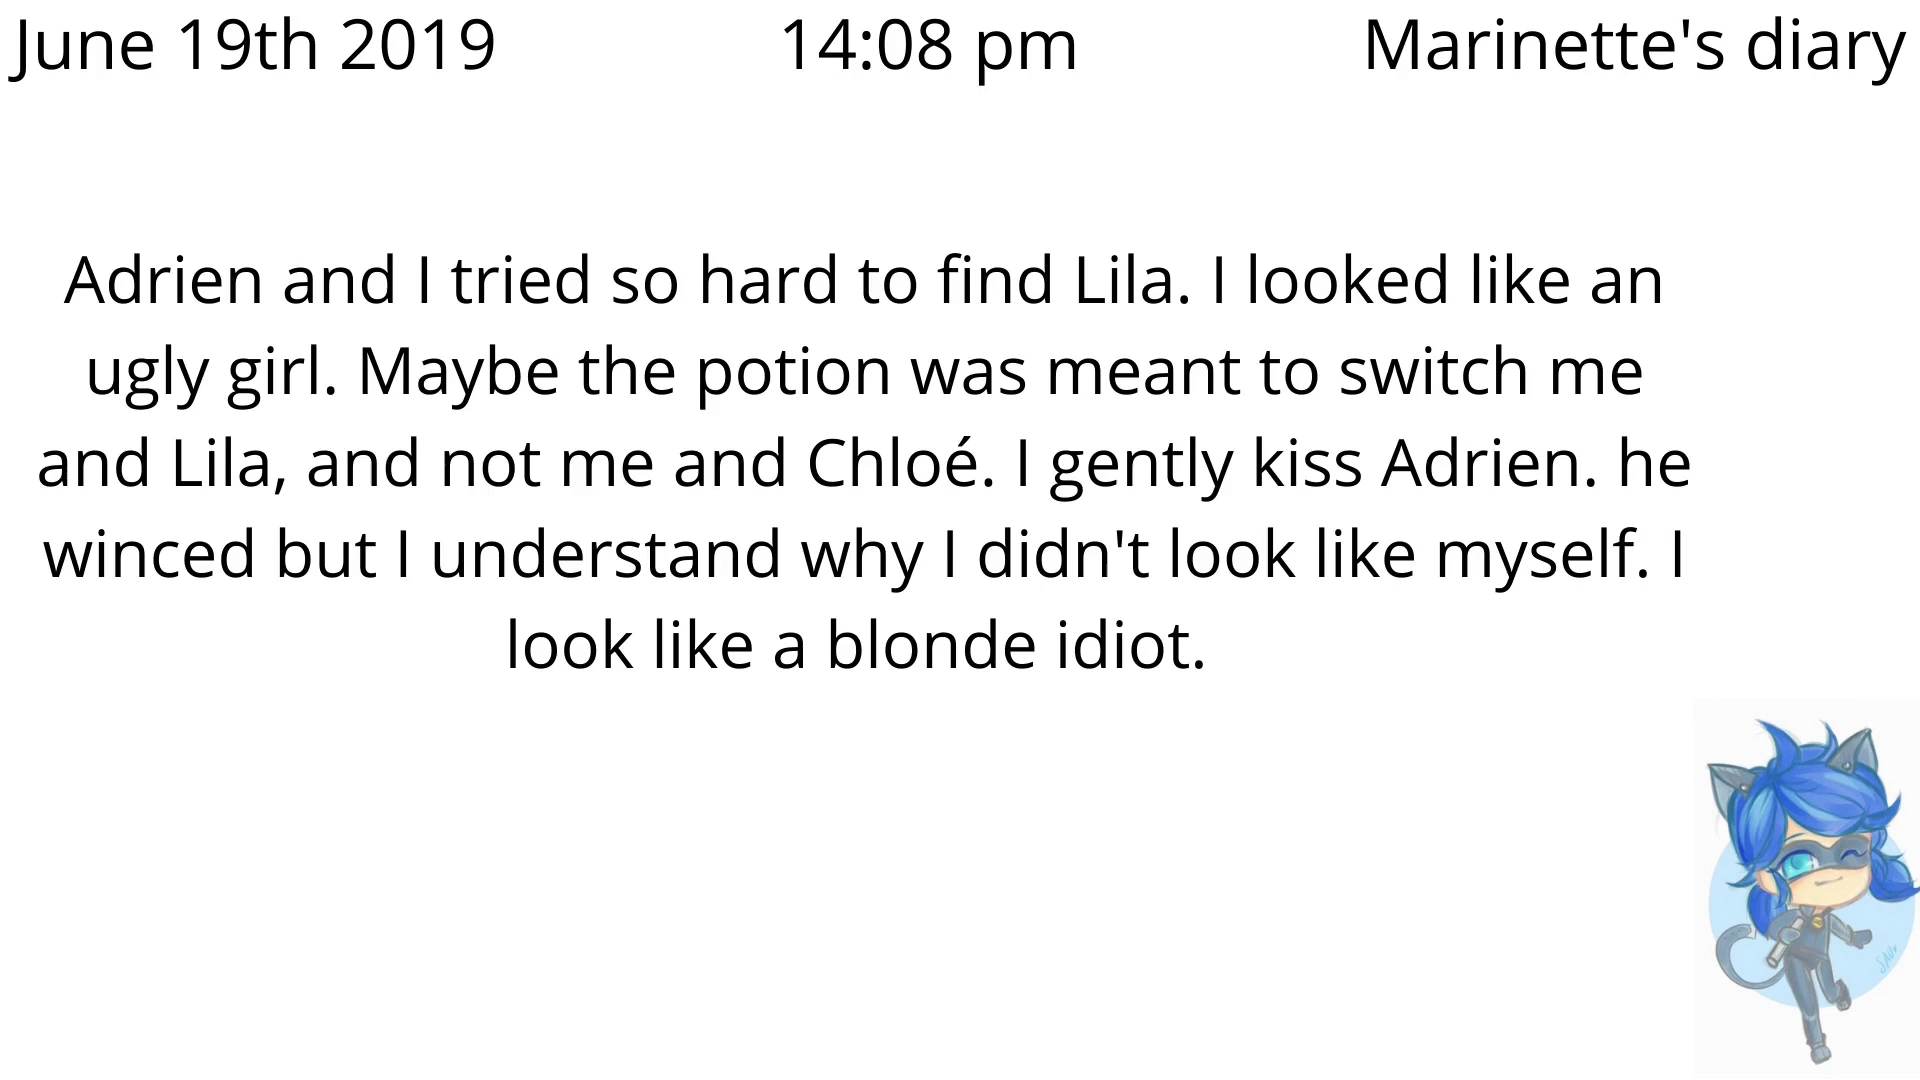 June 19th 2019 14:08 pm Marinette's diary
Adrien and I tried so hard to find Lila. I looked like an
ugly girl. Maybe the potion was meant to switch me
and Lila, and not me and Chloé. I gently kiss Adrien. he
winced but I understand why I didn't look like myself. I
look like a blonde idiot.